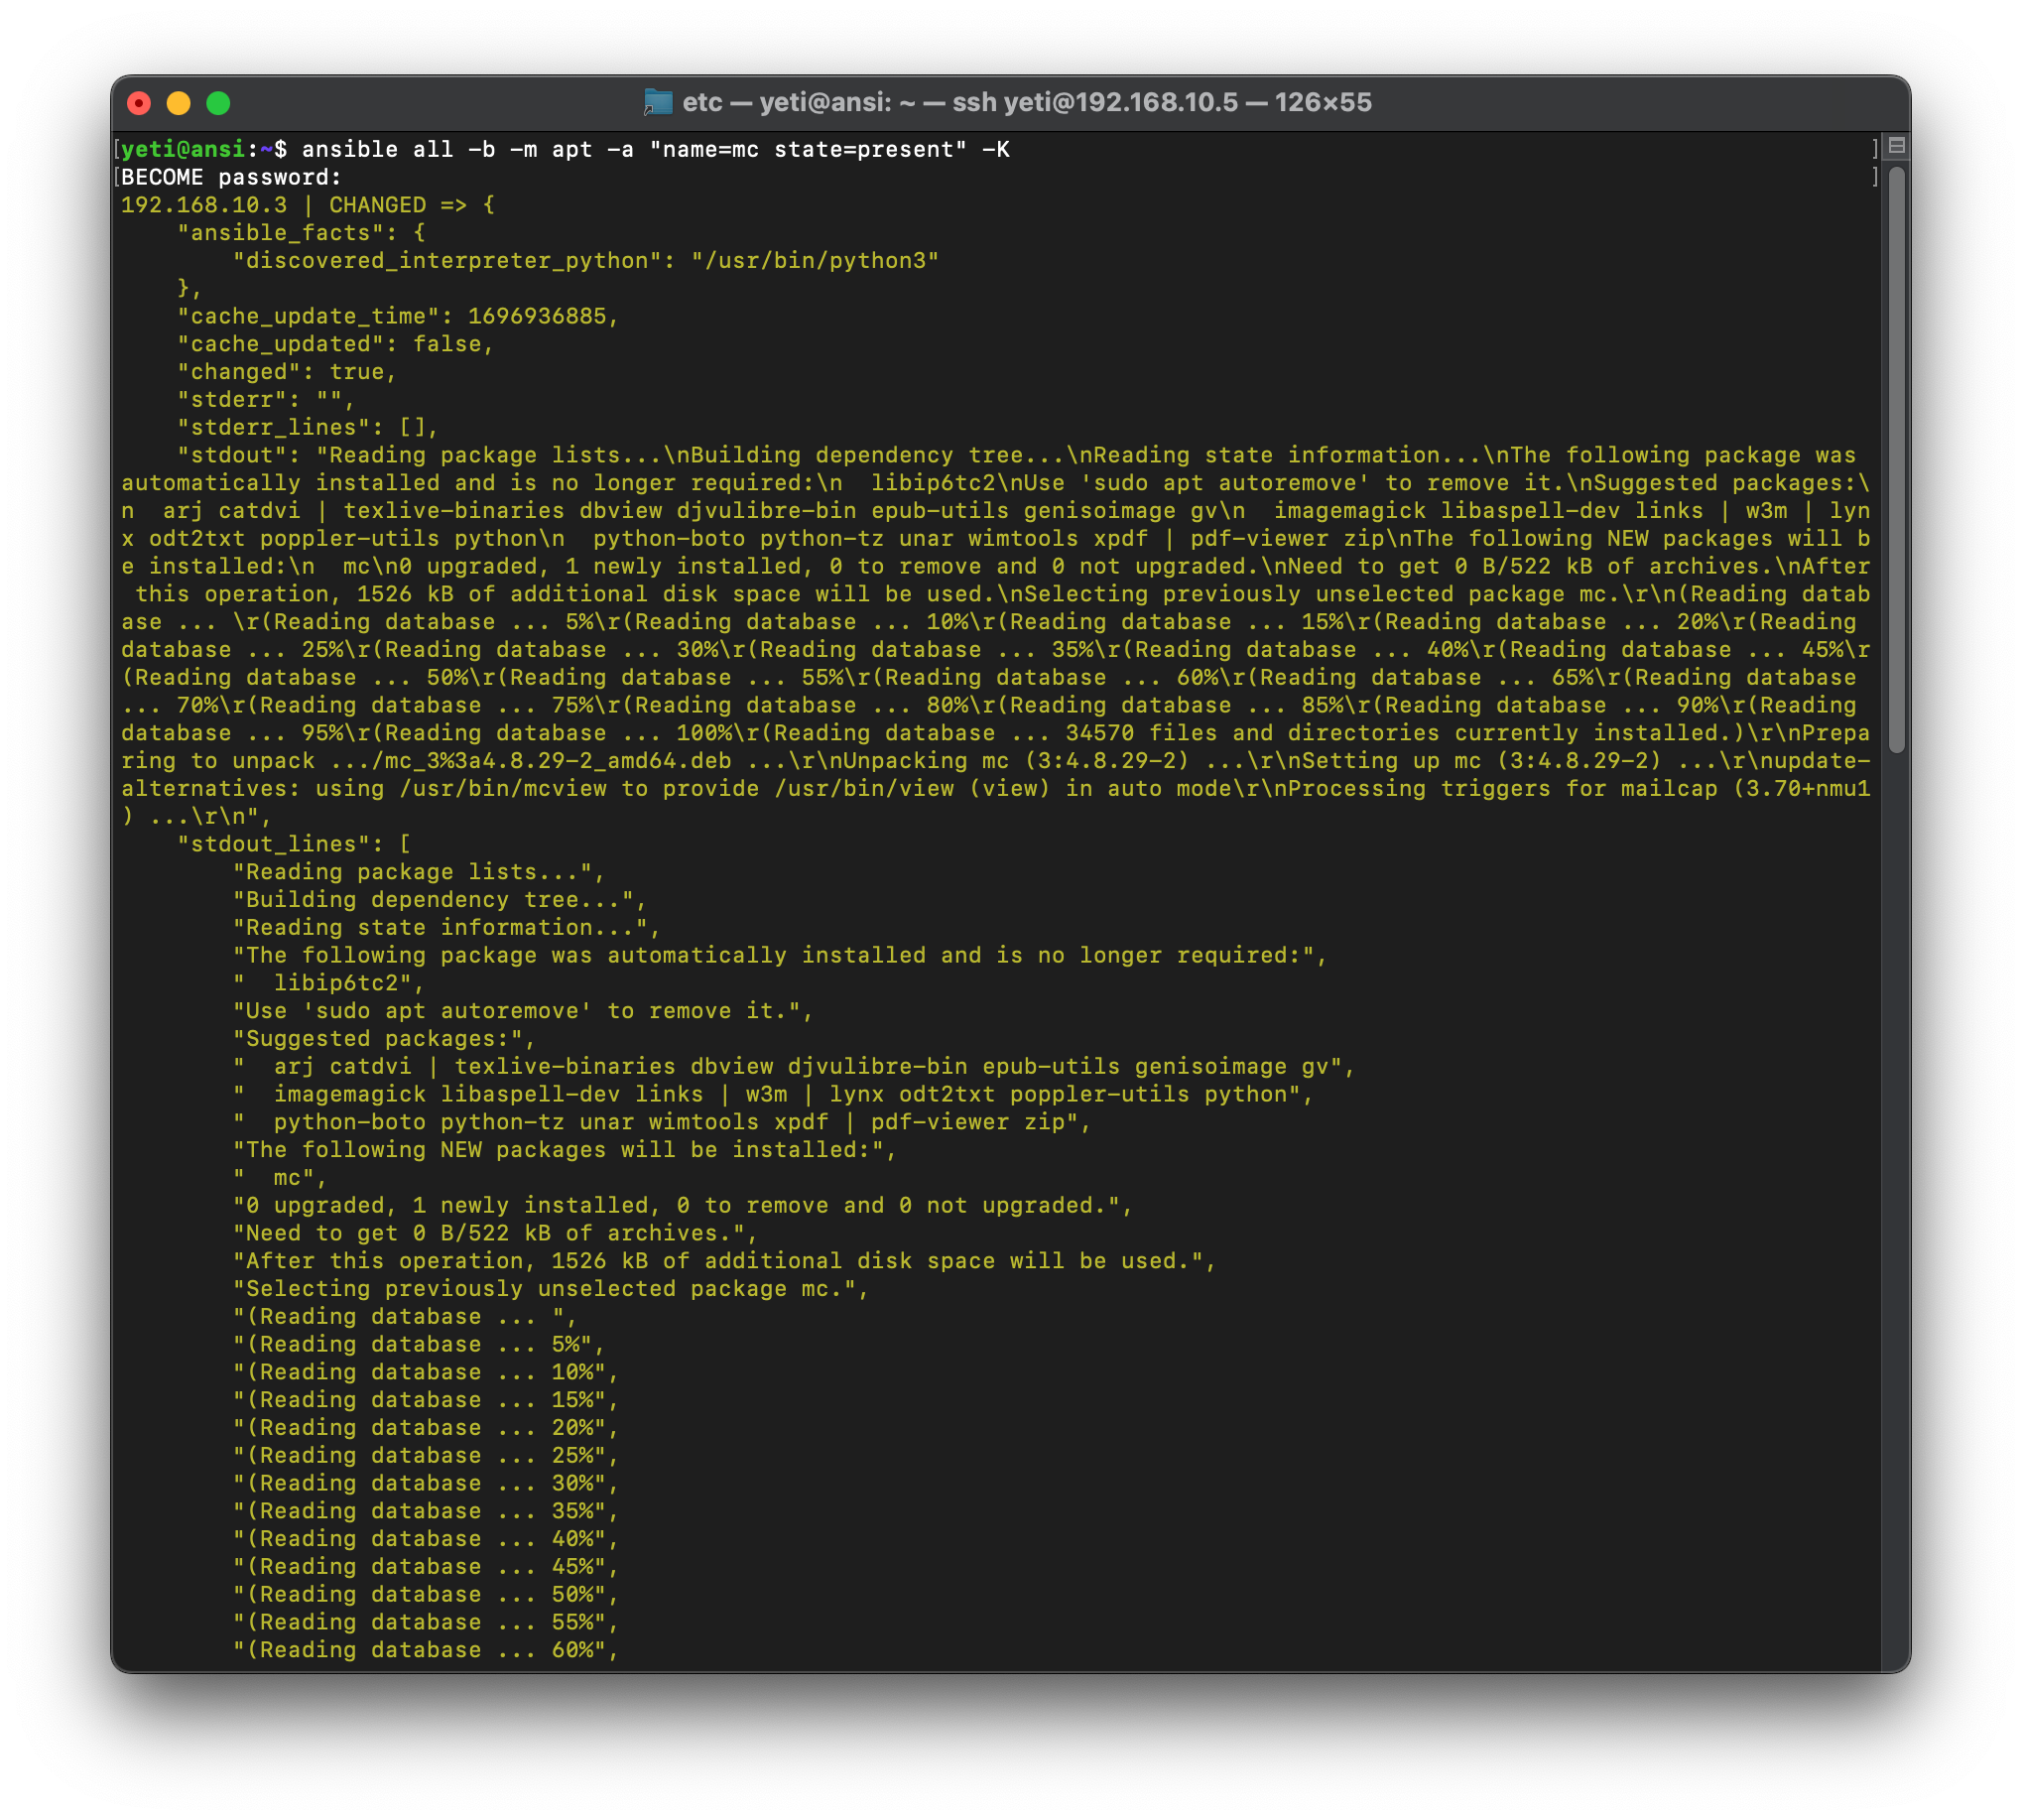 etc — yeti@ansi: ~ — ssh yeti@192.168.10.5 — 126×55
[yeti@ansi:~$ ansible all -b -m apt -a "name=mc state=present" -K ]
[BECOME password: ]
192.168.10.3 | CHANGED => {
    "ansible_facts": {
        "discovered_interpreter_python": "/usr/bin/python3"
    },
    "cache_update_time": 1696936885,
    "cache_updated": false,
    "changed": true,
    "stderr": "",
    "stderr_lines": [],
    "stdout": "Reading package lists...\nBuilding dependency tree...\nReading state information...\nThe following package was
automatically installed and is no longer required:\n  libip6tc2\nUse 'sudo apt autoremove' to remove it.\nSuggested packages:\
n  arj catdvi | texlive-binaries dbview djvulibre-bin epub-utils genisoimage gv\n  imagemagick libaspell-dev links | w3m | lyn
x odt2txt poppler-utils python\n  python-boto python-tz unar wimtools xpdf | pdf-viewer zip\nThe following NEW packages will b
e installed:\n  mc\n0 upgraded, 1 newly installed, 0 to remove and 0 not upgraded.\nNeed to get 0 B/522 kB of archives.\nAfter
 this operation, 1526 kB of additional disk space will be used.\nSelecting previously unselected package mc.\r\n(Reading datab
ase ... \r(Reading database ... 5%\r(Reading database ... 10%\r(Reading database ... 15%\r(Reading database ... 20%\r(Reading
database ... 25%\r(Reading database ... 30%\r(Reading database ... 35%\r(Reading database ... 40%\r(Reading database ... 45%\r
(Reading database ... 50%\r(Reading database ... 55%\r(Reading database ... 60%\r(Reading database ... 65%\r(Reading database
... 70%\r(Reading database ... 75%\r(Reading database ... 80%\r(Reading database ... 85%\r(Reading database ... 90%\r(Reading
database ... 95%\r(Reading database ... 100%\r(Reading database ... 34570 files and directories currently installed.)\r\nPrepa
ring to unpack .../mc_3%3a4.8.29-2_amd64.deb ...\r\nUnpacking mc (3:4.8.29-2) ...\r\nSetting up mc (3:4.8.29-2) ...\r\nupdate-
alternatives: using /usr/bin/mcview to provide /usr/bin/view (view) in auto mode\r\nProcessing triggers for mailcap (3.70+nmu1
) ...\r\n",
    "stdout_lines": [
        "Reading package lists...",
        "Building dependency tree...",
        "Reading state information...",
        "The following package was automatically installed and is no longer required:",
        "  libip6tc2",
        "Use 'sudo apt autoremove' to remove it.",
        "Suggested packages:",
        "  arj catdvi | texlive-binaries dbview djvulibre-bin epub-utils genisoimage gv",
        "  imagemagick libaspell-dev links | w3m | lynx odt2txt poppler-utils python",
        "  python-boto python-tz unar wimtools xpdf | pdf-viewer zip",
        "The following NEW packages will be installed:",
        "  mc",
        "0 upgraded, 1 newly installed, 0 to remove and 0 not upgraded.",
        "Need to get 0 B/522 kB of archives.",
        "After this operation, 1526 kB of additional disk space will be used.",
        "Selecting previously unselected package mc.",
        "(Reading database ... ",
        "(Reading database ... 5%",
        "(Reading database ... 10%",
        "(Reading database ... 15%",
        "(Reading database ... 20%",
        "(Reading database ... 25%",
        "(Reading database ... 30%",
        "(Reading database ... 35%",
        "(Reading database ... 40%",
        "(Reading database ... 45%",
        "(Reading database ... 50%",
        "(Reading database ... 55%",
        "(Reading database ... 60%",